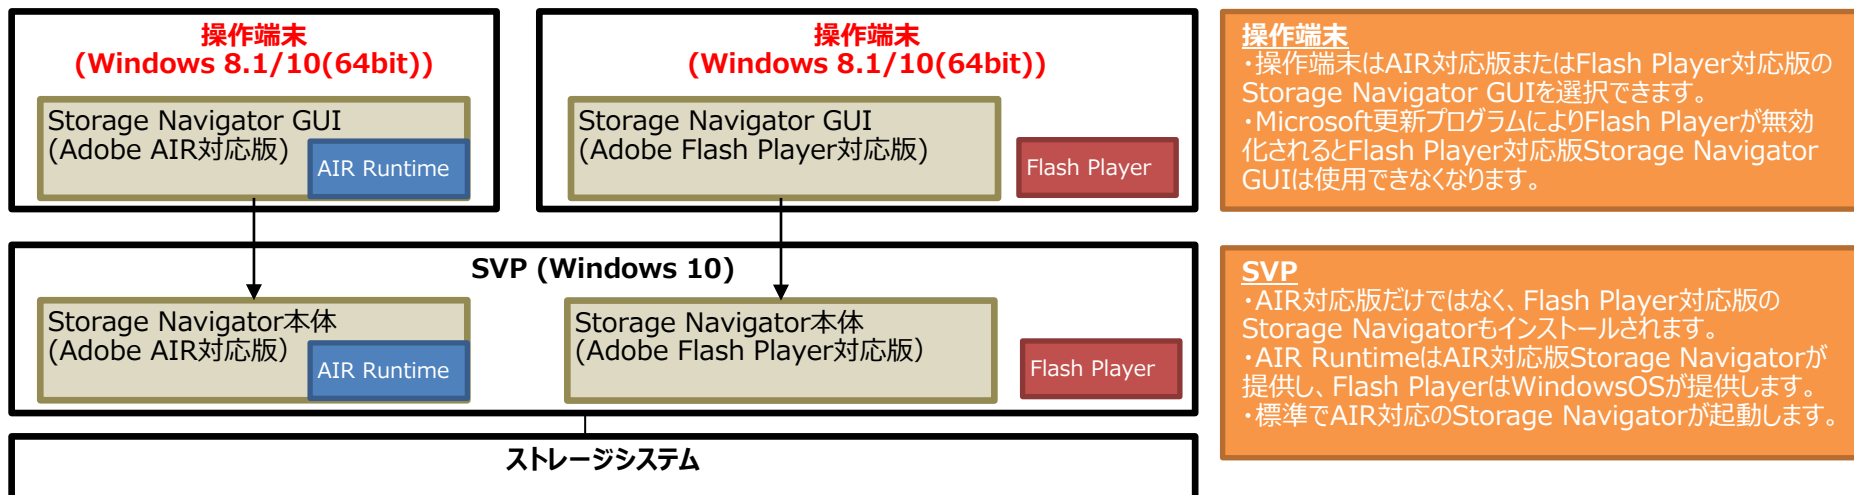 操作端末
(Windows 8.1/10(64bit))
Storage Navigator GUI
(Adobe AIR対応版)
AIR Runtime
操作端末
(Windows 8.1/10(64bit))
Storage Navigator GUI
(Adobe Flash Player対応版)
Flash Player
操作端末
・操作端末はAIR対応版またはFlash Player対応版の
Storage Navigator GUIを選択できます。
・Microsoft更新プログラムによりFlash Playerが無効
化されるとFlash Player対応版Storage Navigator
GUIは使用できなくなります。
SVP (Windows 10)
Storage Navigator本体
(Adobe AIR対応版)
AIR Runtime
Storage Navigator本体
(Adobe Flash Player対応版)
Flash Player
SVP
・AIR対応版だけではなく、Flash Player対応版の
Storage Navigatorもインストールされます。
・AIR RuntimeはAIR対応版Storage Navigatorが
提供し、Flash PlayerはWindowsOSが提供します。
・標準でAIR対応のStorage Navigatorが起動します。
ストレージシステム